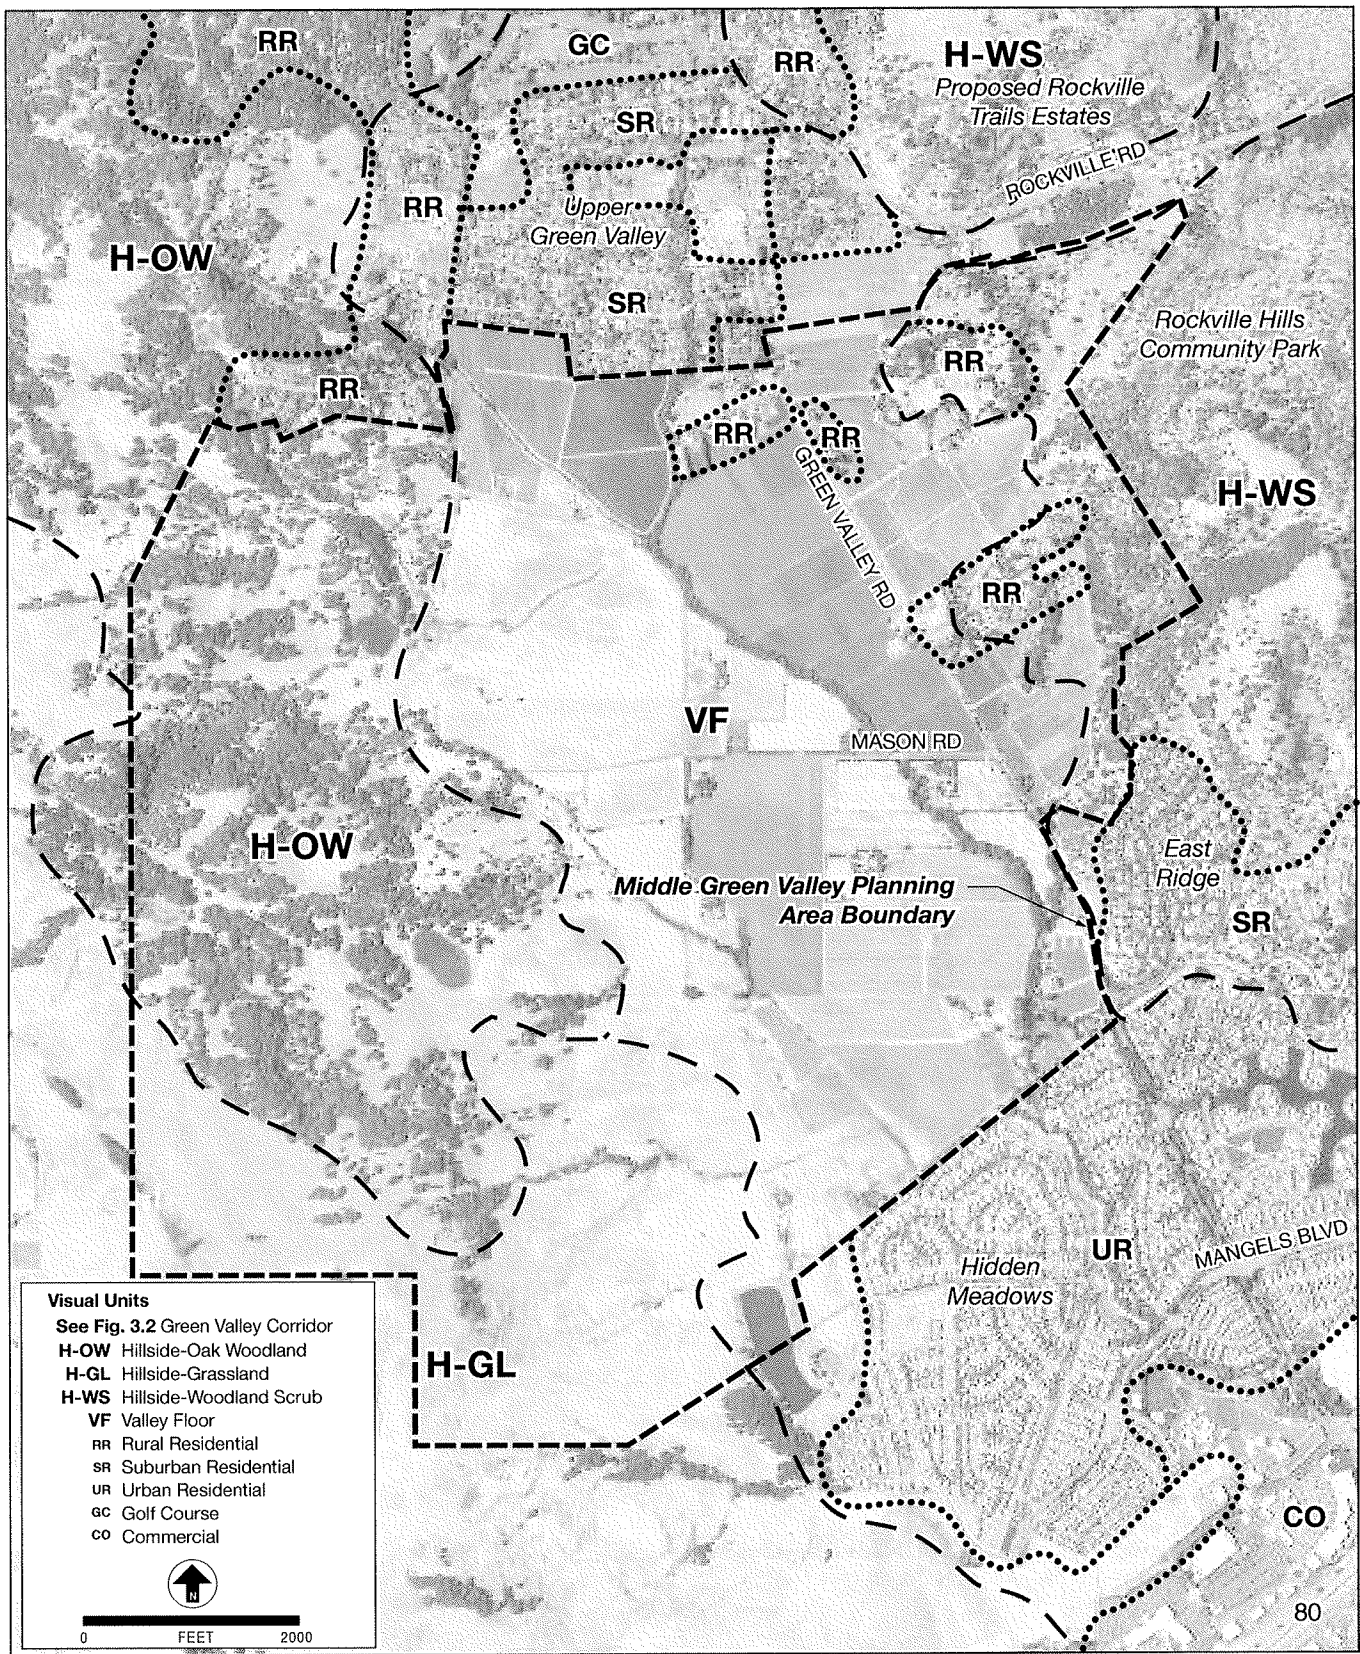 RR
GC
RR
H-WS
Proposed Rockville
Trails Estates
SR
ROCKVILLE RD
RR
Upper
Green Valley
H-OW
SR
Rockville Hills
Community Park
RR
RR
RR
RR
GREEN VALLEY RD
H-WS
RR
VF
MASON RD
H-OW
East
Ridge
Middle Green Valley Planning
Area Boundary
SR
UR
MANGELS BLVD
Hidden
Meadows
H-GL
CO
Visual Units
See Fig. 3.2 Green Valley Corridor
H-OW Hillside-Oak Woodland
H-GL Hillside-Grassland
H-WS Hillside-Woodland Scrub
VF Valley Floor
RR Rural Residential
SR Suburban Residential
UR Urban Residential
GC Golf Course
CO Commercial
N
0 FEET 2000
80